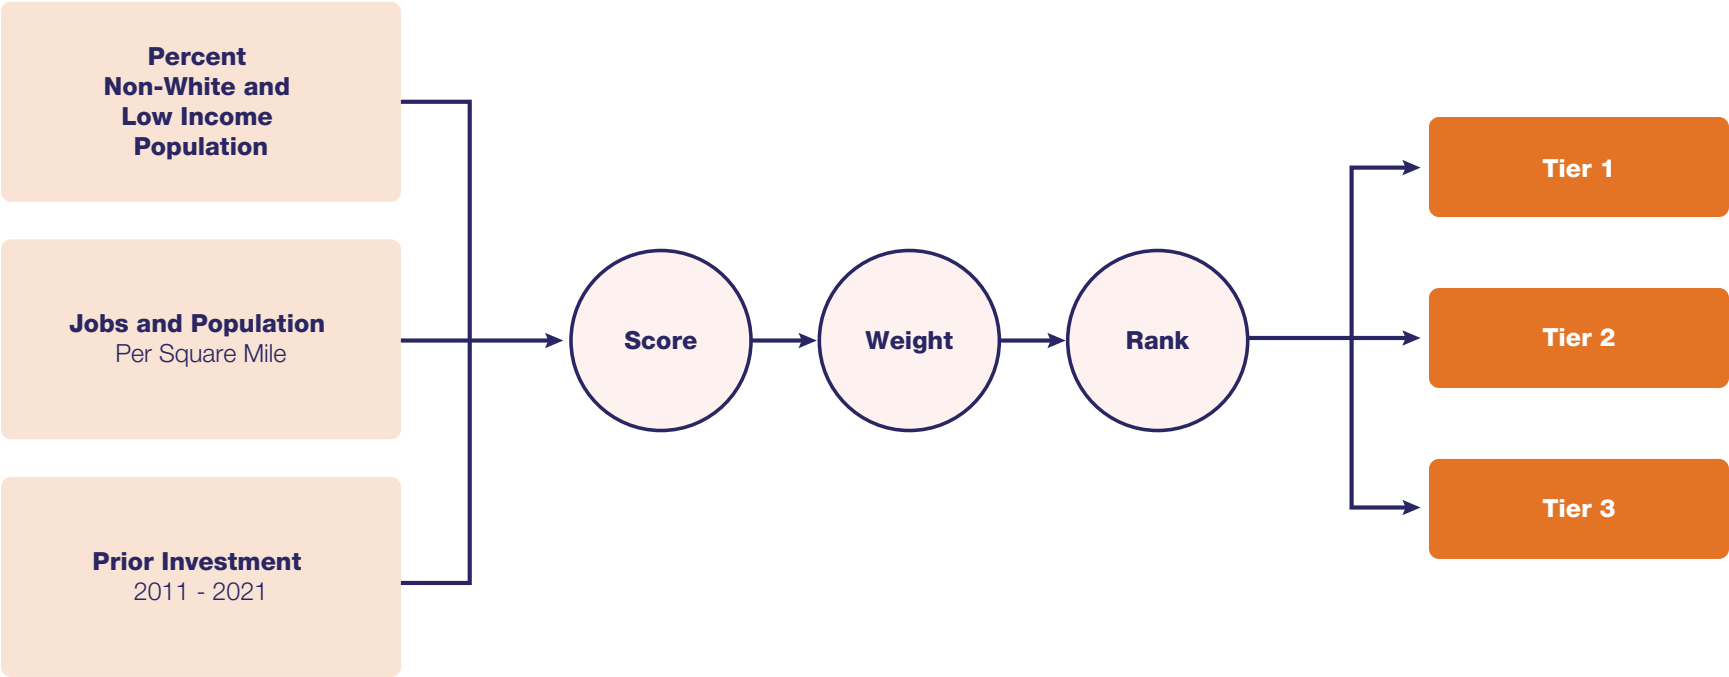 Percent
Non-White and
Low Income
Population
Jobs and Population
Per Square Mile
Prior Investment
2011 - 2021
Score
Weight
Rank
Tier 1
Tier 2
Tier 3